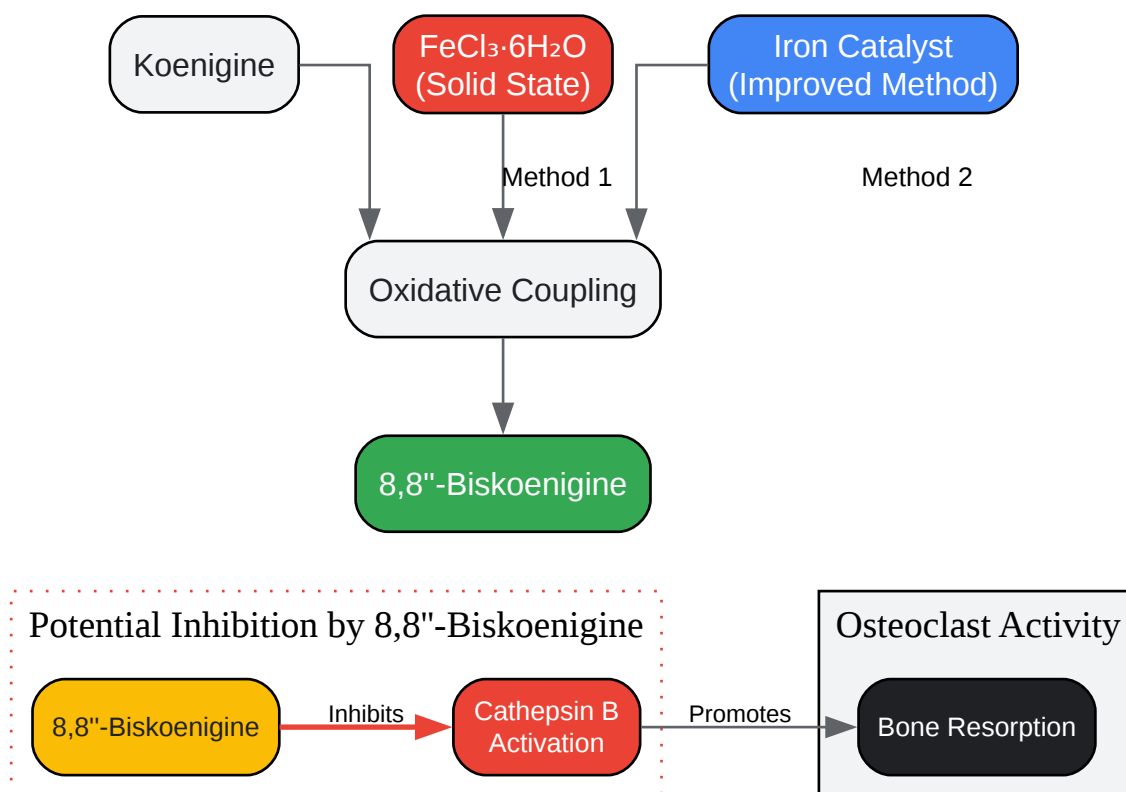 Koenigine
FeCl₃·6H₂O
(Solid State)
Iron Catalyst
(Improved Method)
Method 1
Method 2
Oxidative Coupling
8,8''-Biskoenigine
Potential Inhibition by 8,8''-Biskoenigine
Osteoclast Activity
8,8''-Biskoenigine
Inhibits
Cathepsin B
Activation
Promotes
Bone Resorption